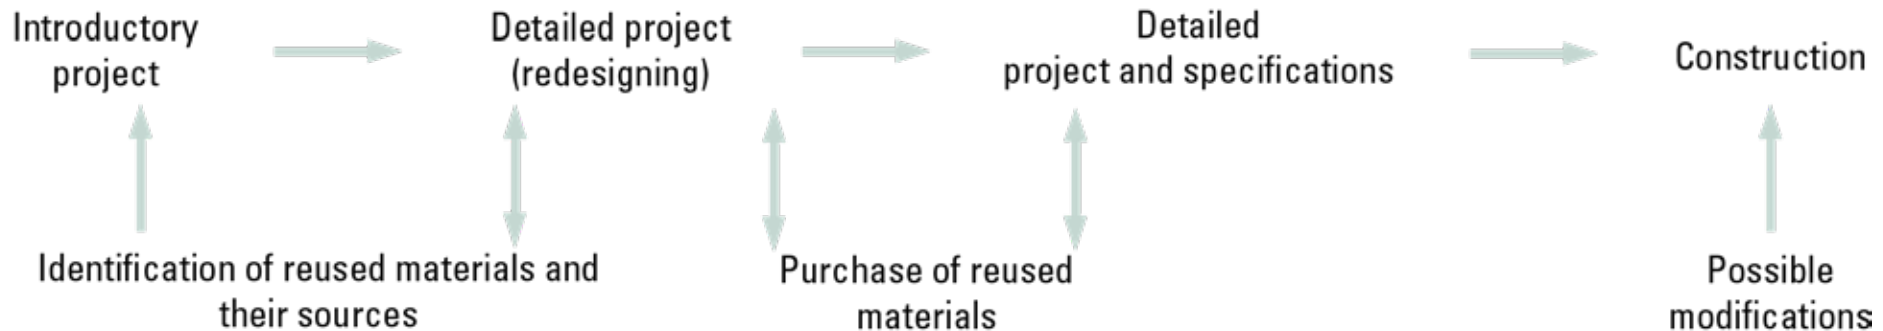 Introductory
project
Detailed project
(redesigning)
Detailed
project and specifications
Construction
Identification of reused materials and
their sources
Purchase of reused
materials
Possible
modifications